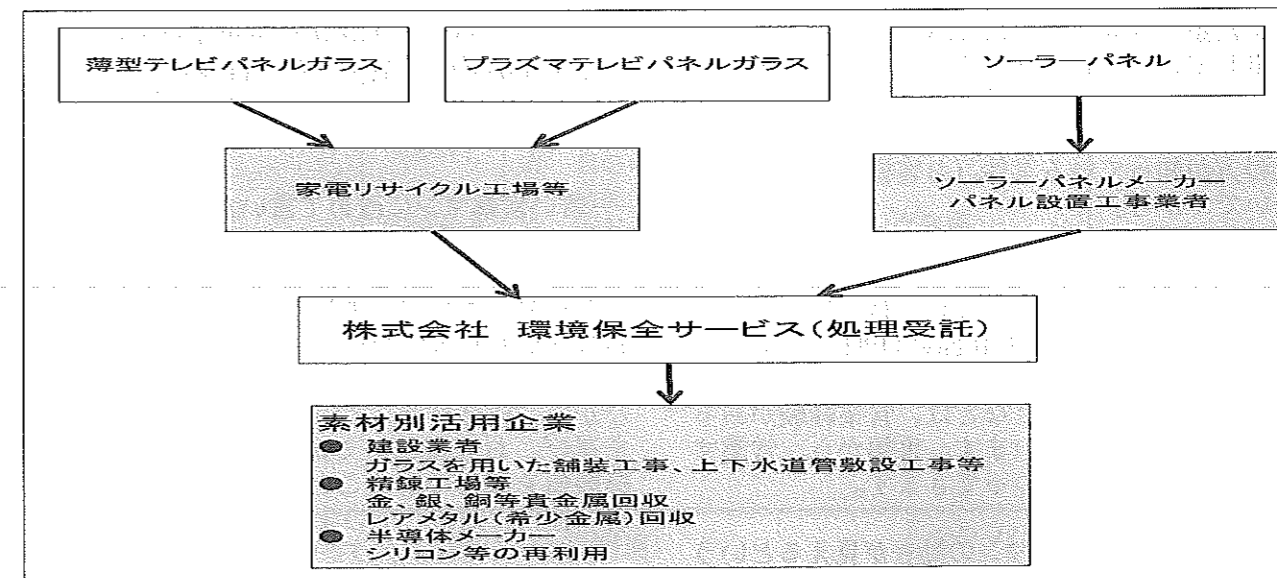 薄型テレビパネルガラス
プラズマテレビパネルガラス
ソーラーパネル
家電リサイクル工場等
ソーラーパネルメーカー
パネル設置工事業者
株式会社 環境保全サービス(処理受託)
素材別活用企業
● 建設業者
ガラスを用いた舗装工事、上下水道管敷設工事等
● 精錬工場等
金、銀、銅等貴金属回収
レアメタル(希少金属)回収
● 半導体メーカー
シリコン等の再利用